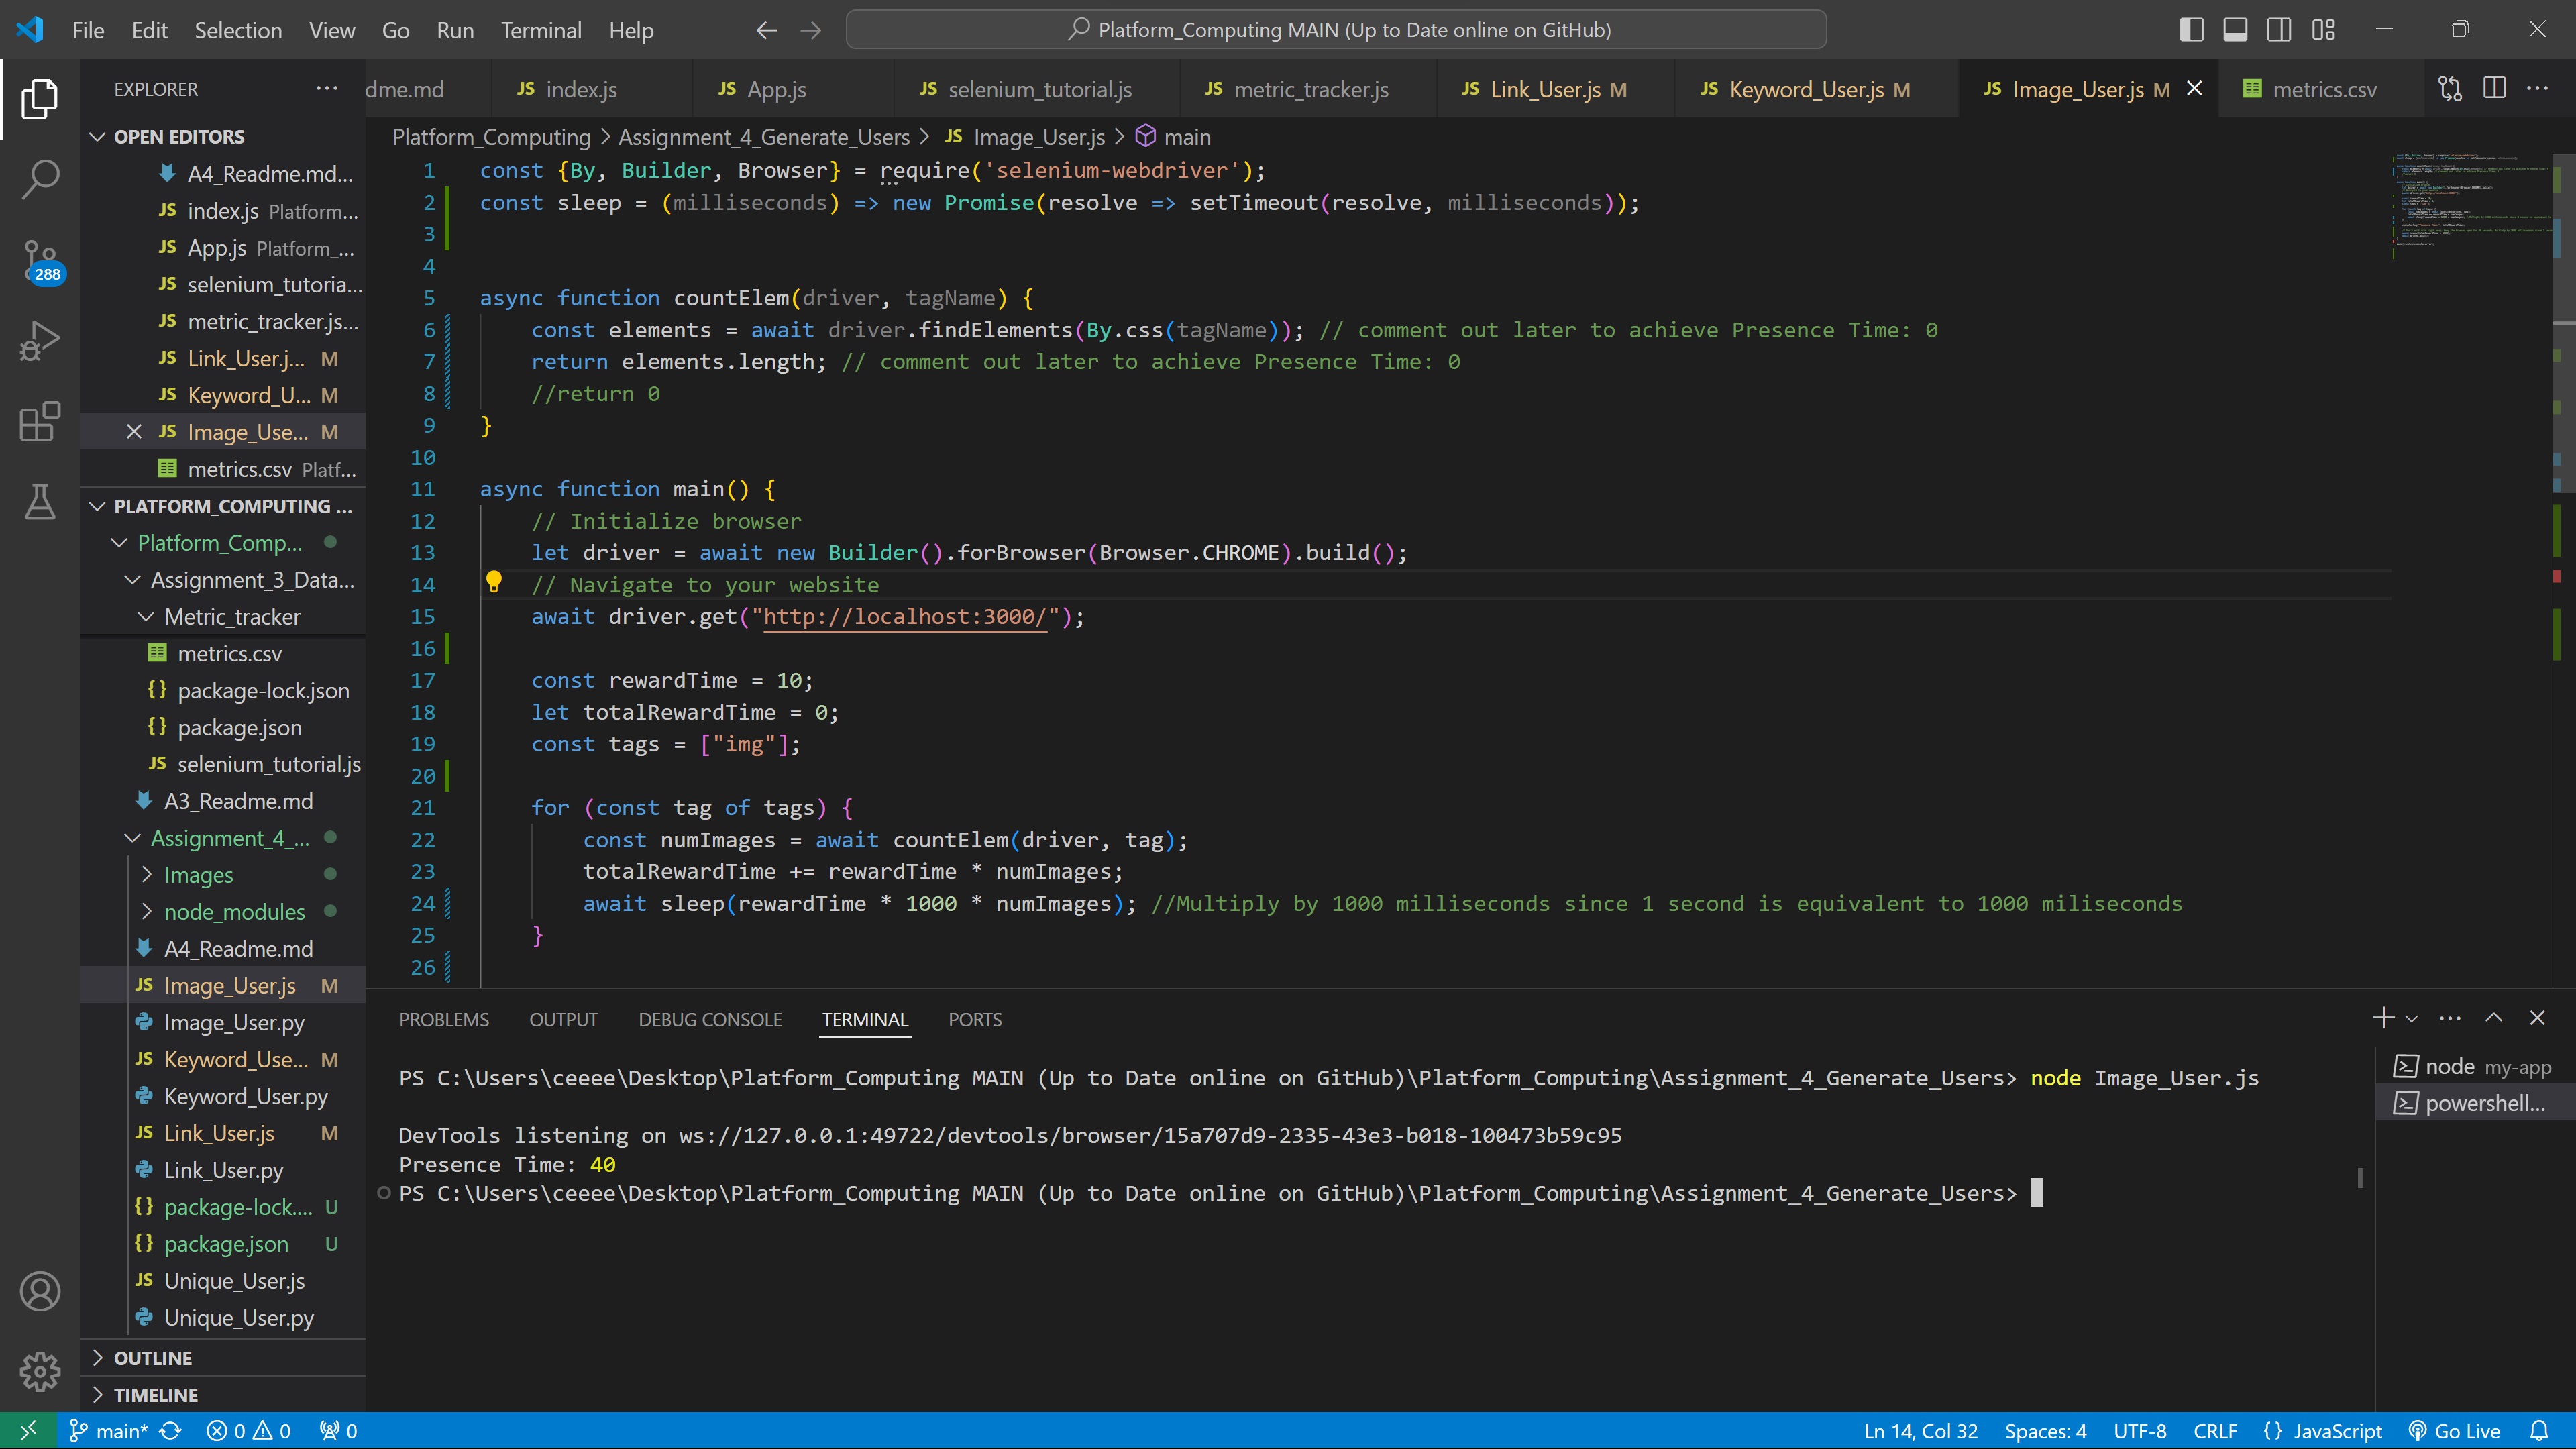 File Edit Selection View Go Run Terminal Help
Platform_Computing MAIN (Up to Date online on GitHub)
EXPLORER
dme.md
JS index.js
JS App.js
JS selenium_tutorial.js
JS metric_tracker.js
JS Link_User.js M
JS Keyword_User.js M
JS Image_User.js M
metrics.csv
OPEN EDITORS
A4_Readme.md...
JS index.js Platform...
JS App.js Platform_...
JS selenium_tutoria...
JS metric_tracker.js...
JS Link_User.j... M
JS Keyword_U... M
JS Image_Use... M
metrics.csv Platf...
PLATFORM_COMPUTING ...
Platform_Comp...
Assignment_3_Data...
Metric_tracker
metrics.csv
{} package-lock.json
{} package.json
JS selenium_tutorial.js
A3_Readme.md
Assignment_4_...
Images
node_modules
A4_Readme.md
JS Image_User.js M
Image_User.py
JS Keyword_Use... M
Keyword_User.py
JS Link_User.js M
Link_User.py
{} package-lock.... U
{} package.json U
JS Unique_User.js
Unique_User.py
OUTLINE
TIMELINE
288
Platform_Computing > Assignment_4_Generate_Users > JS Image_User.js > main
1 const {By, Builder, Browser} = require('selenium-webdriver');
2 const sleep = (milliseconds) => new Promise(resolve => setTimeout(resolve, milliseconds));
3
4
5 async function countElem(driver, tagName) {
6 const elements = await driver.findElements(By.css(tagName)); // comment out later to achieve Presence Time: 0
7 return elements.length; // comment out later to achieve Presence Time: 0
8 //return 0
9 }
10
11 async function main() {
12 // Initialize browser
13 let driver = await new Builder().forBrowser(Browser.CHROME).build();
14 // Navigate to your website
15 await driver.get("http://localhost:3000/");
16
17 const rewardTime = 10;
18 let totalRewardTime = 0;
19 const tags = ["img"];
20
21 for (const tag of tags) {
22 const numImages = await countElem(driver, tag);
23 totalRewardTime += rewardTime * numImages;
24 await sleep(rewardTime * 1000 * numImages); //Multiply by 1000 milliseconds since 1 second is equivalent to 1000 miliseconds
25 }
26
PROBLEMS OUTPUT DEBUG CONSOLE TERMINAL PORTS
PS C:\Users\ceeee\Desktop\Platform_Computing MAIN (Up to Date online on GitHub)\Platform_Computing\Assignment_4_Generate_Users> node Image_User.js
DevTools listening on ws://127.0.0.1:49722/devtools/browser/15a707d9-2335-43e3-b018-100473b59c95
Presence Time: 40
PS C:\Users\ceeee\Desktop\Platform_Computing MAIN (Up to Date online on GitHub)\Platform_Computing\Assignment_4_Generate_Users>
node my-app
powershell...
main* 0 0 0
Ln 14, Col 32 Spaces: 4 UTF-8 CRLF {} JavaScript Go Live